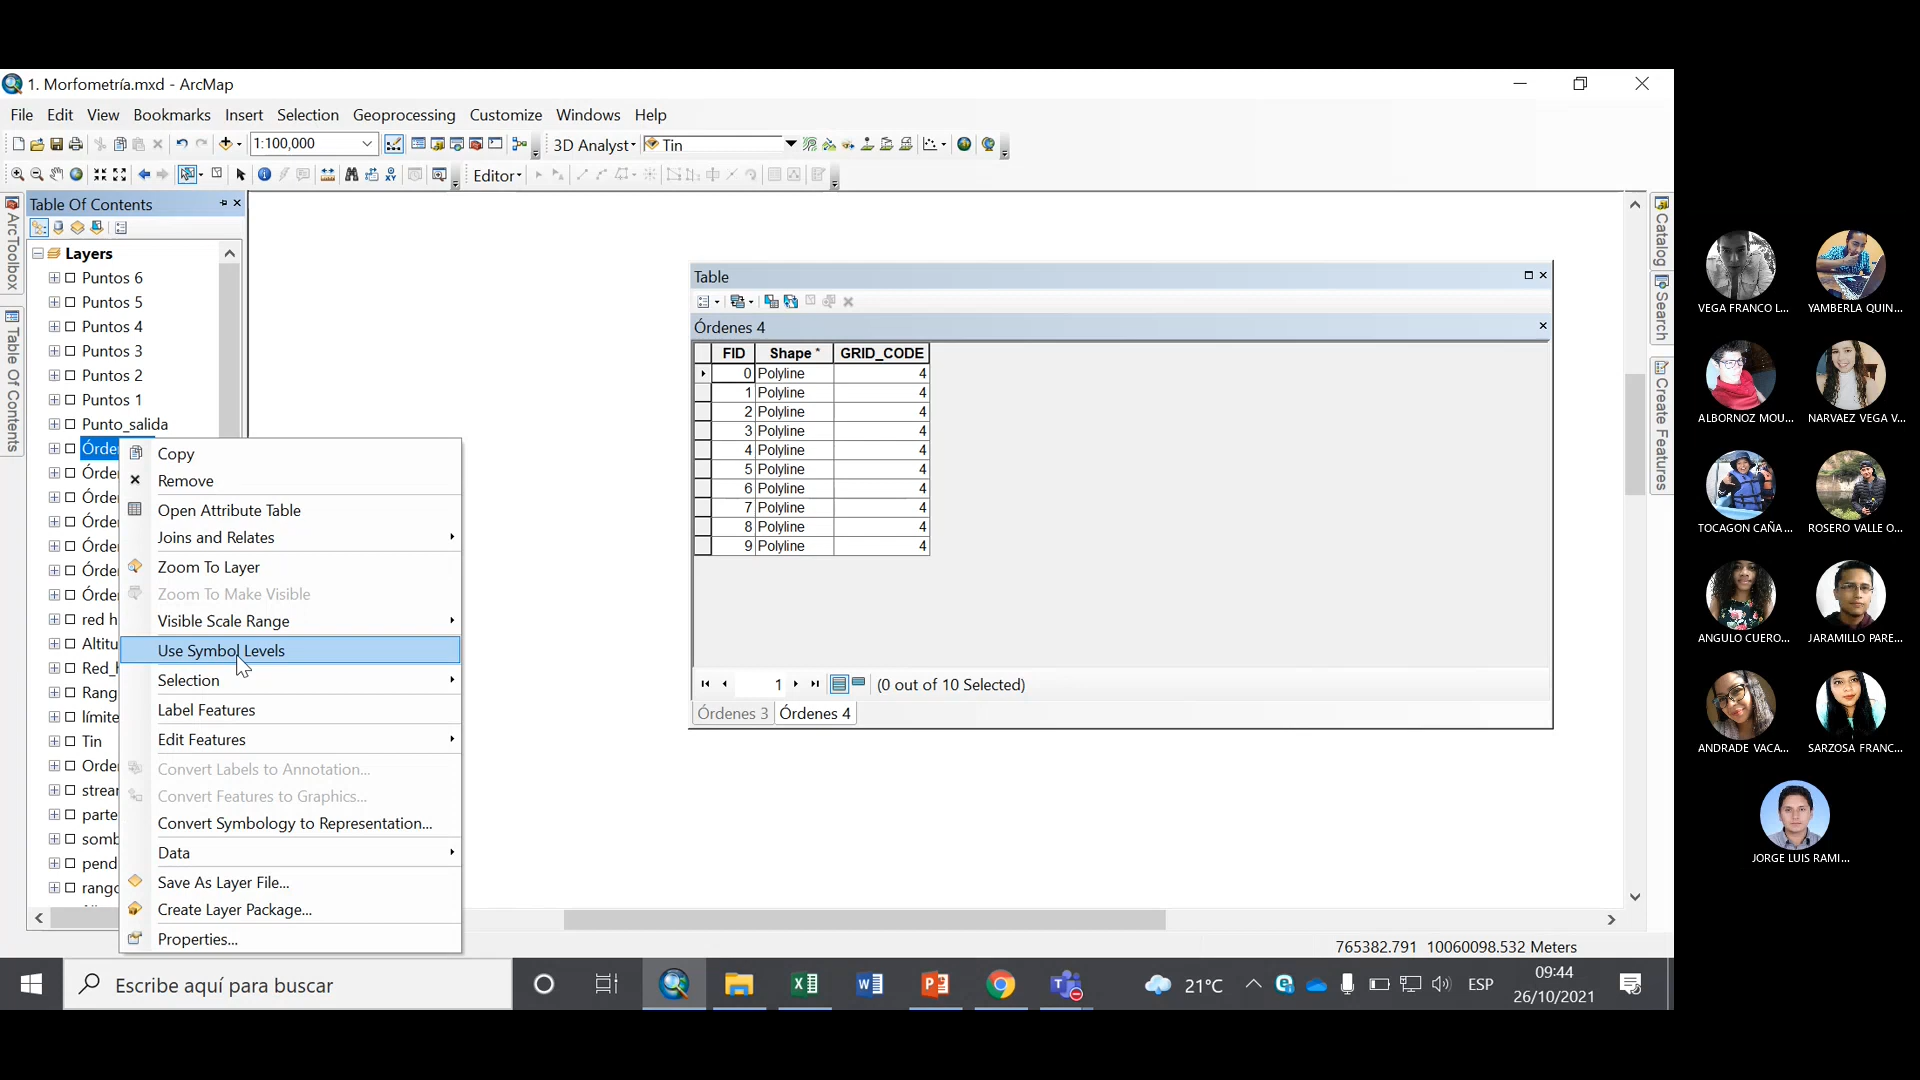 1. Morfometría.mxd - ArcMap
File Edit View Bookmarks Insert Selection Geoprocessing Customize Windows Help
1:100,000
3D Analyst
Tin
Editor
Table Of Contents
ArcToolbox
Table Of Contents
Layers
Puntos 6
Puntos 5
Puntos 4
Puntos 3
Puntos 2
Puntos 1
Punto_salida
Órde
Órde
Órde
Órde
Órde
Órde
Órde
red h
Altitu
Red_h
Rang
límite
Tin
Orde
strear
parte
somb
pend
rango
Copy
Remove
Open Attribute Table
Joins and Relates
Zoom To Layer
Zoom To Make Visible
Visible Scale Range
Use Symbol Levels
Selection
Label Features
Edit Features
Convert Labels to Annotation...
Convert Features to Graphics...
Convert Symbology to Representation...
Data
Save As Layer File...
Create Layer Package...
Properties...
Table
Órdenes 4
FID Shape * GRID_CODE
0 Polyline 4
1 Polyline 4
2 Polyline 4
3 Polyline 4
4 Polyline 4
5 Polyline 4
6 Polyline 4
7 Polyline 4
8 Polyline 4
9 Polyline 4
1
(0 out of 10 Selected)
Órdenes 3 Órdenes 4
Catalog
Search
Create Features
765382.791 10060098.532 Meters
Escribe aquí para buscar
21°C
ESP
09:44
26/10/2021
VEGA FRANCO L... YAMBERLA QUIN...
ALBORNOZ MOU... NARVAEZ VEGA V...
TOCAGON CAÑA ... ROSERO VALLE O...
ANGULO CUERO... JARAMILLO PARE...
ANDRADE VACA... SARZOSA FRANC...
JORGE LUIS RAMI...